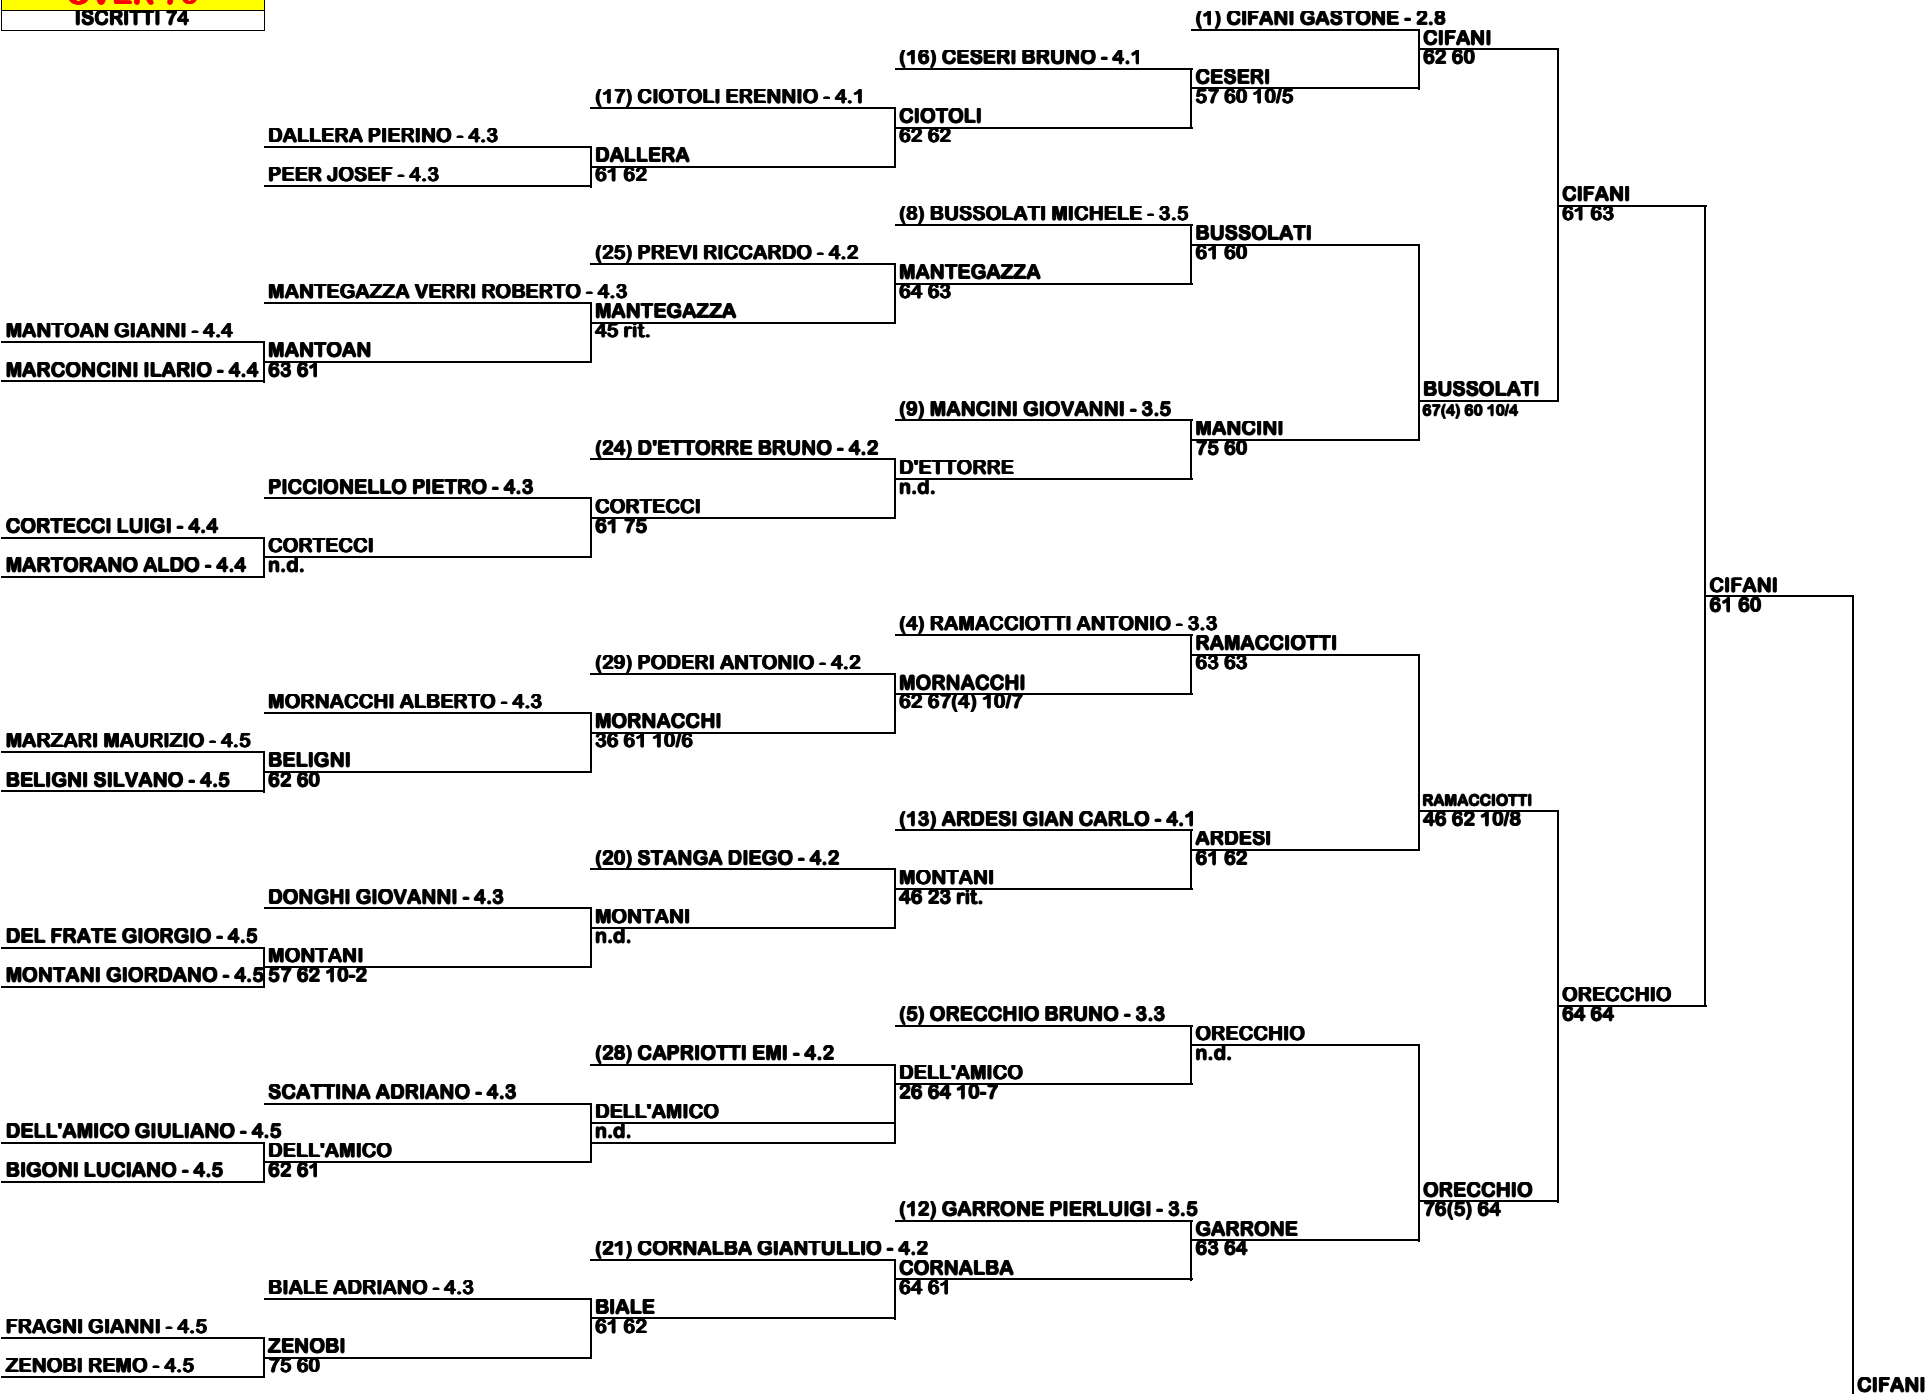 ISCRITTI 74
(1) CIFANI GASTONE - 2.8
CIFANI
62 60
(16) CESERI BRUNO - 4.1
CESERI
57 60 10/5
(17) CIOTOLI ERENNIO - 4.1
CIOTOLI
62 62
DALLERA PIERINO - 4.3
DALLERA
61 62
PEER JOSEF - 4.3
CIFANI
61 63
(8) BUSSOLATI MICHELE - 3.5
BUSSOLATI
61 60
(25) PREVI RICCARDO - 4.2
MANTEGAZZA
64 63
MANTEGAZZA VERRI ROBERTO - 4.3
MANTEGAZZA
45 rit.
MANTOAN GIANNI - 4.4
MANTOAN
63 61
MARCONCINI ILARIO - 4.4
BUSSOLATI
67(4) 60 10/4
(9) MANCINI GIOVANNI - 3.5
MANCINI
75 60
(24) D'ETTORRE BRUNO - 4.2
D'ETTORRE
n.d.
PICCIONELLO PIETRO - 4.3
CORTECCI
61 75
CORTECCI LUIGI - 4.4
CORTECCI
n.d.
MARTORANO ALDO - 4.4
CIFANI
61 60
(4) RAMACCIOTTI ANTONIO - 3.3
RAMACCIOTTI
63 63
(29) PODERI ANTONIO - 4.2
MORNACCHI
62 67(4) 10/7
MORNACCHI ALBERTO - 4.3
MORNACCHI
36 61 10/6
MARZARI MAURIZIO - 4.5
BELIGNI
62 60
BELIGNI SILVANO - 4.5
RAMACCIOTTI
46 62 10/8
(13) ARDESI GIAN CARLO - 4.1
ARDESI
61 62
(20) STANGA DIEGO - 4.2
MONTANI
46 23 rit.
DONGHI GIOVANNI - 4.3
MONTANI
n.d.
DEL FRATE GIORGIO - 4.5
MONTANI
57 62 10-2
MONTANI GIORDANO - 4.5
ORECCHIO
64 64
(5) ORECCHIO BRUNO - 3.3
ORECCHIO
n.d.
(28) CAPRIOTTI EMI - 4.2
DELL'AMICO
26 64 10-7
SCATTINA ADRIANO - 4.3
DELL'AMICO
n.d.
DELL'AMICO GIULIANO - 4.5
DELL'AMICO
62 61
BIGONI LUCIANO - 4.5
ORECCHIO
76(5) 64
(12) GARRONE PIERLUIGI - 3.5
GARRONE
63 64
(21) CORNALBA GIANTULLIO - 4.2
CORNALBA
64 61
BIALE ADRIANO - 4.3
BIALE
61 62
FRAGNI GIANNI - 4.5
ZENOBI
75 60
ZENOBI REMO - 4.5
CIFANI